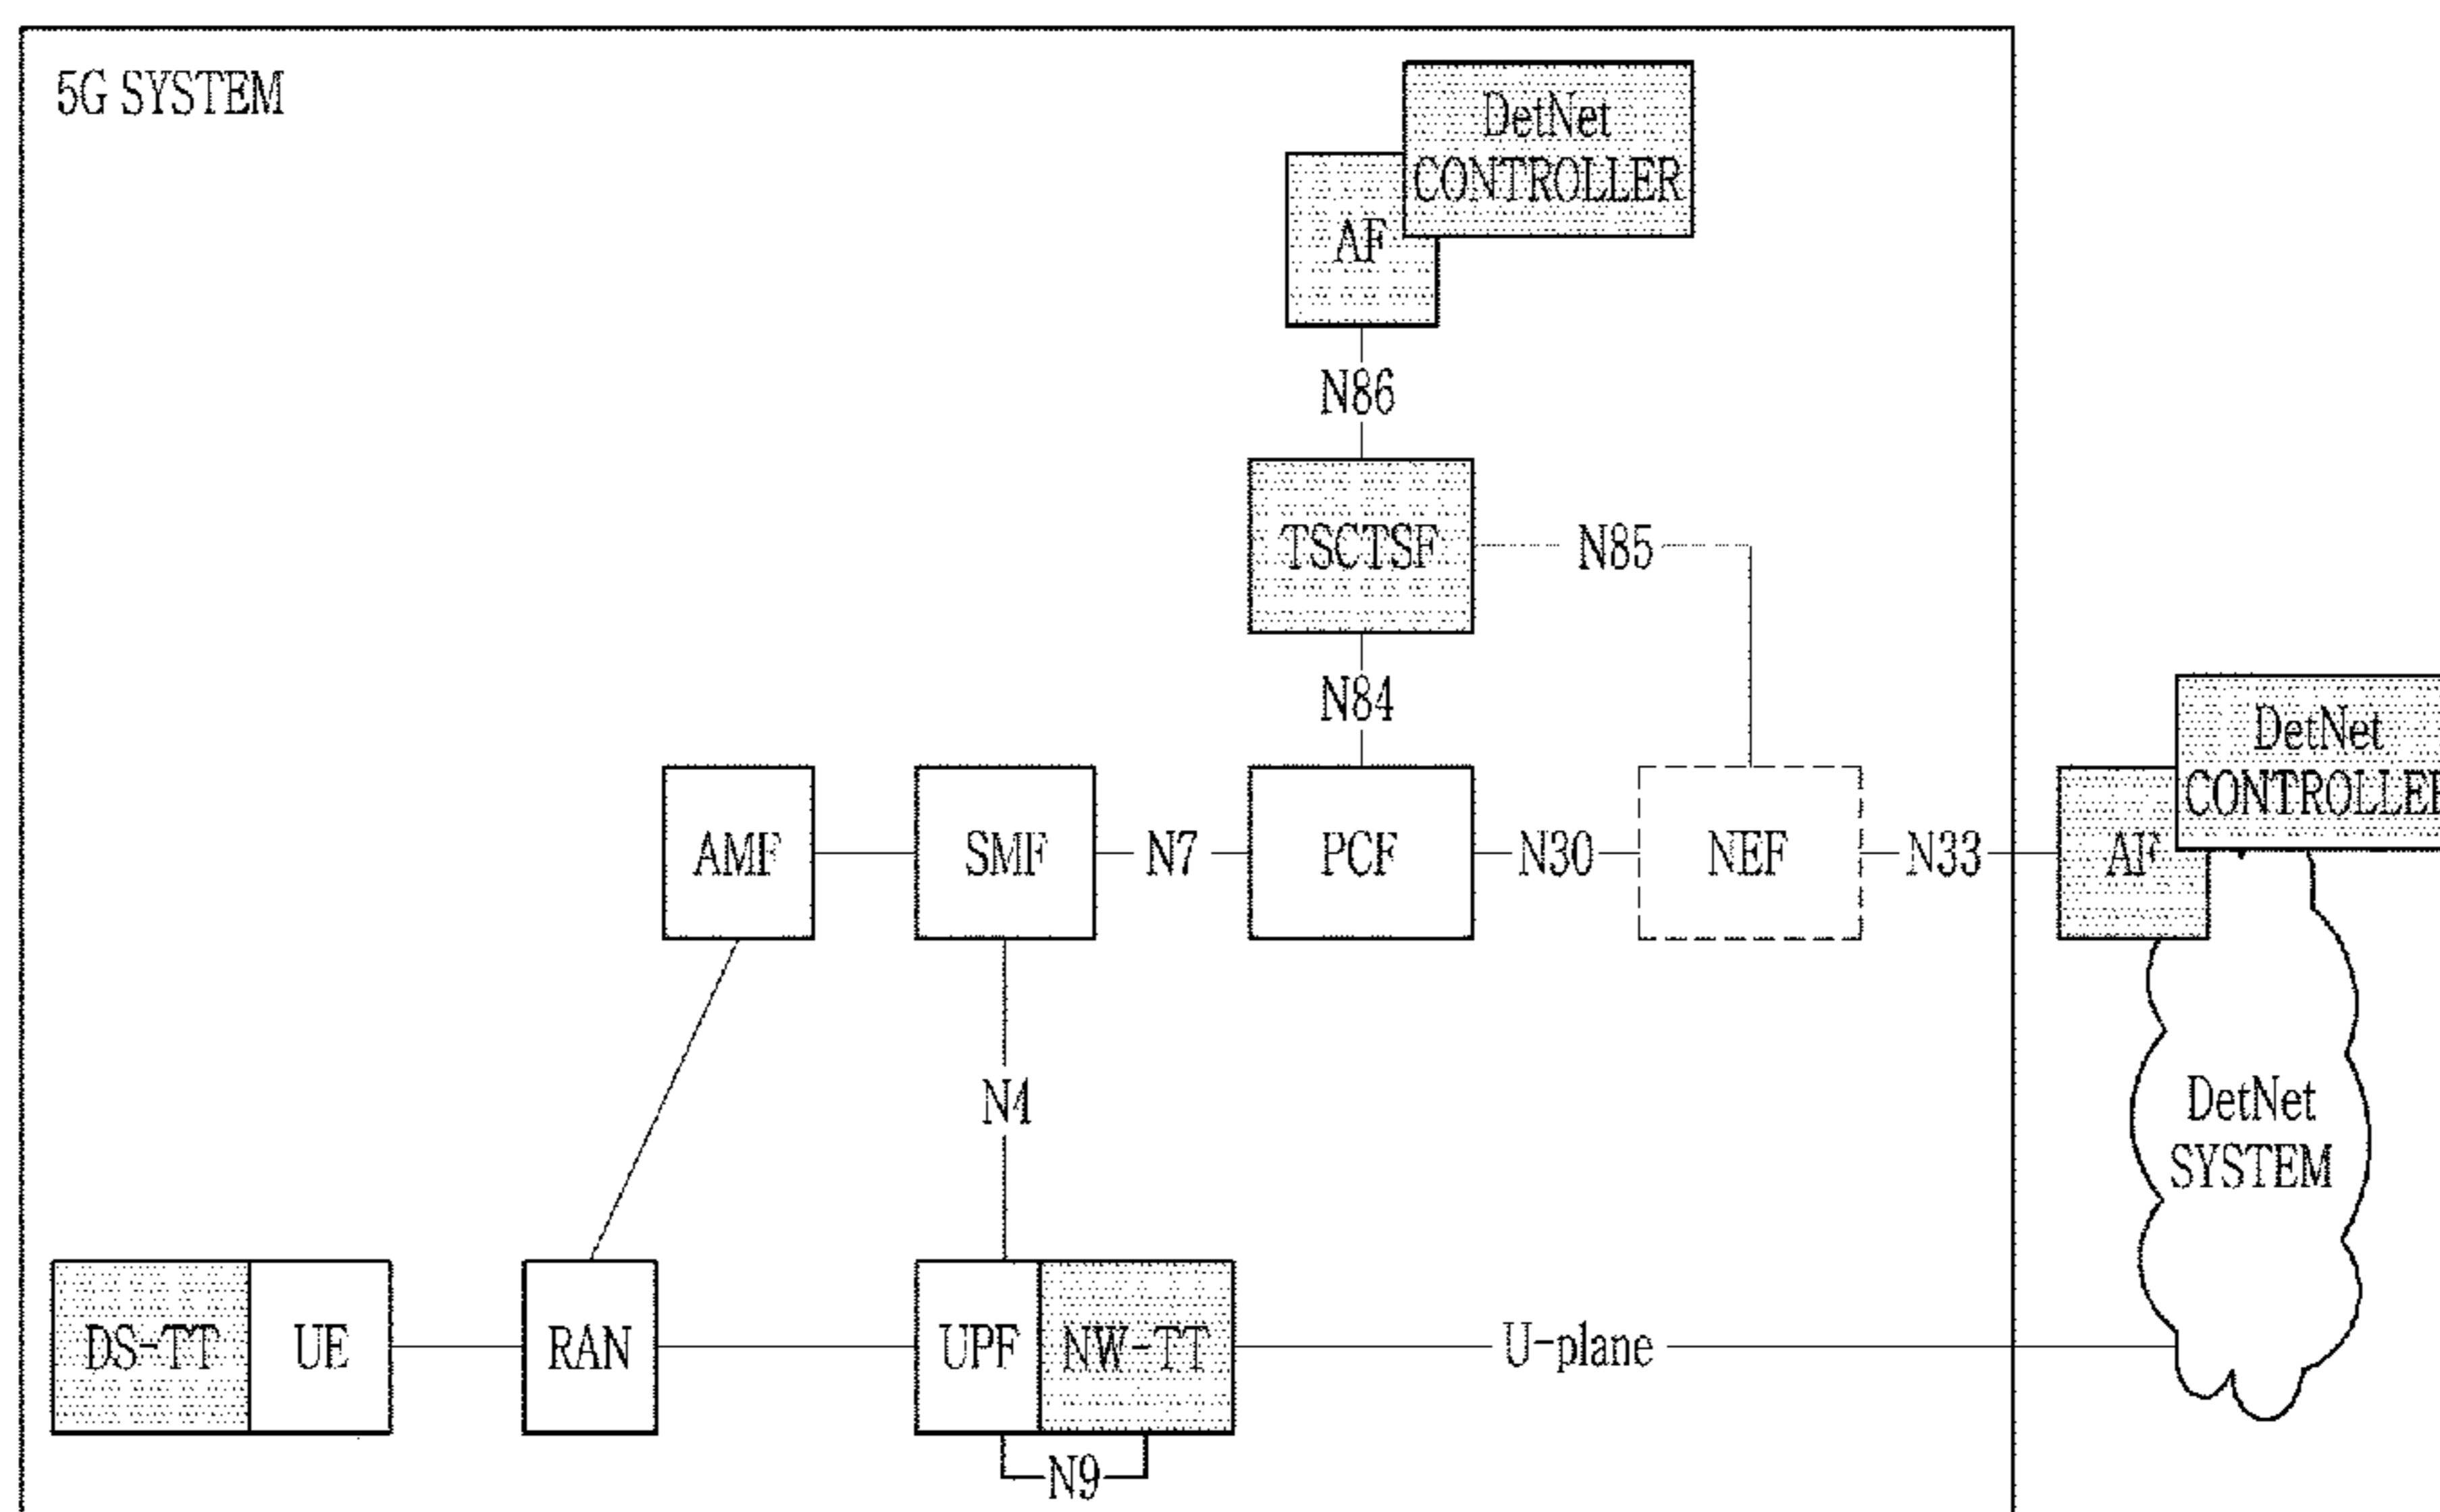 5G SYSTEM
DetNet
CONTROLLER
AF
N86
TSCTSF
N85
N84
DetNet
CONTROLLER
AMF
SMF
N7
PCF
N30
NEF
N33
AF
N4
DetNet
SYSTEM
DS-TT
UE
RAN
UPF
NW-TT
U-plane
N9